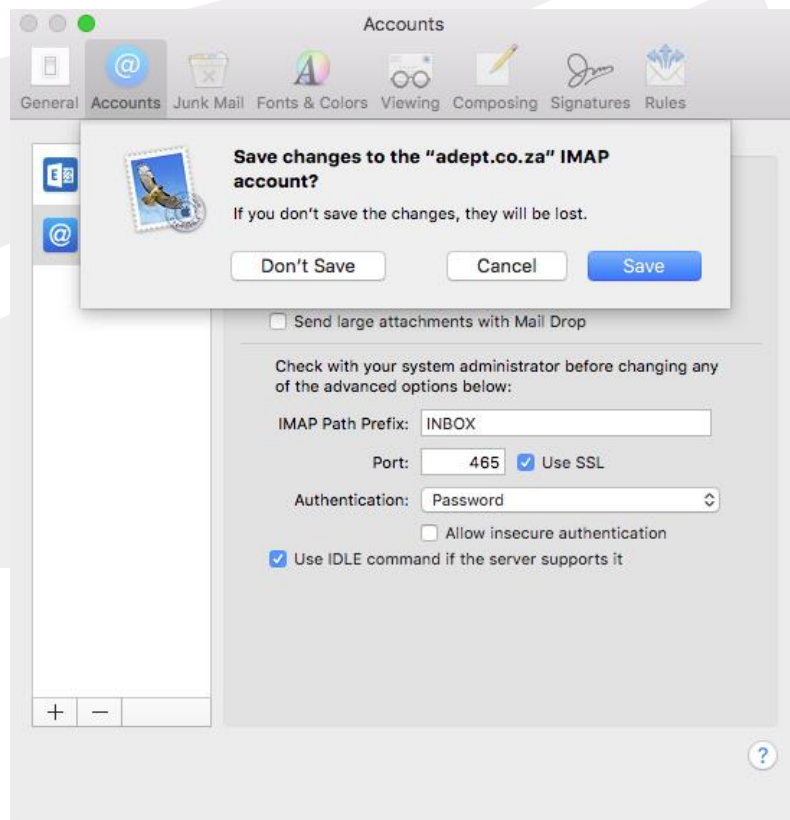 Accounts
General Accounts Junk Mail Fonts & Colors Viewing Composing Signatures Rules
Save changes to the “adept.co.za” IMAP
account?
If you don’t save the changes, they will be lost.
Don’t Save Cancel Save
Send large attachments with Mail Drop
Check with your system administrator before changing any
of the advanced options below:
IMAP Path Prefix: INBOX
Port: 465 Use SSL
Authentication: Password
Allow insecure authentication
Use IDLE command if the server supports it